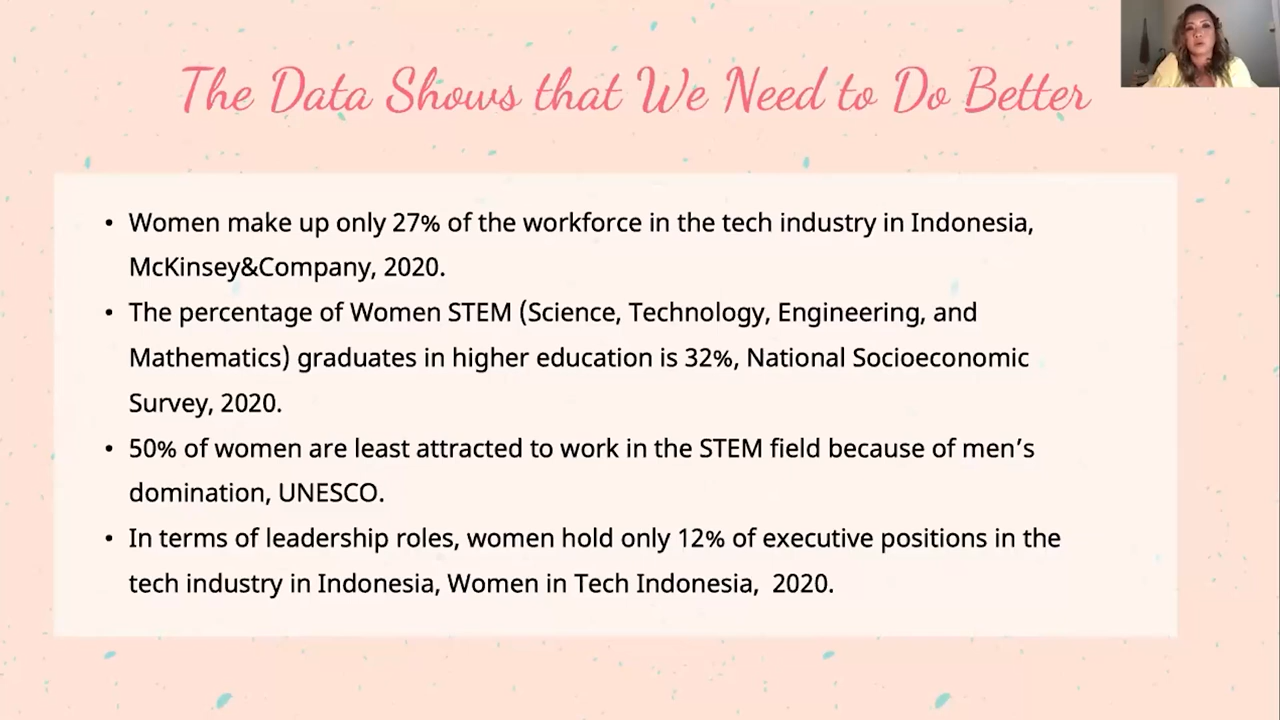 The Data Shows that We Need to Do Better
• Women make up only 27% of the workforce in the tech industry in Indonesia,
McKinsey&Company, 2020.
• The percentage of Women STEM (Science, Technology, Engineering, and
Mathematics) graduates in higher education is 32%, National Socioeconomic
Survey, 2020.
• 50% of women are least attracted to work in the STEM field because of men’s
domination, UNESCO.
• In terms of leadership roles, women hold only 12% of executive positions in the
tech industry in Indonesia, Women in Tech Indonesia,  2020.